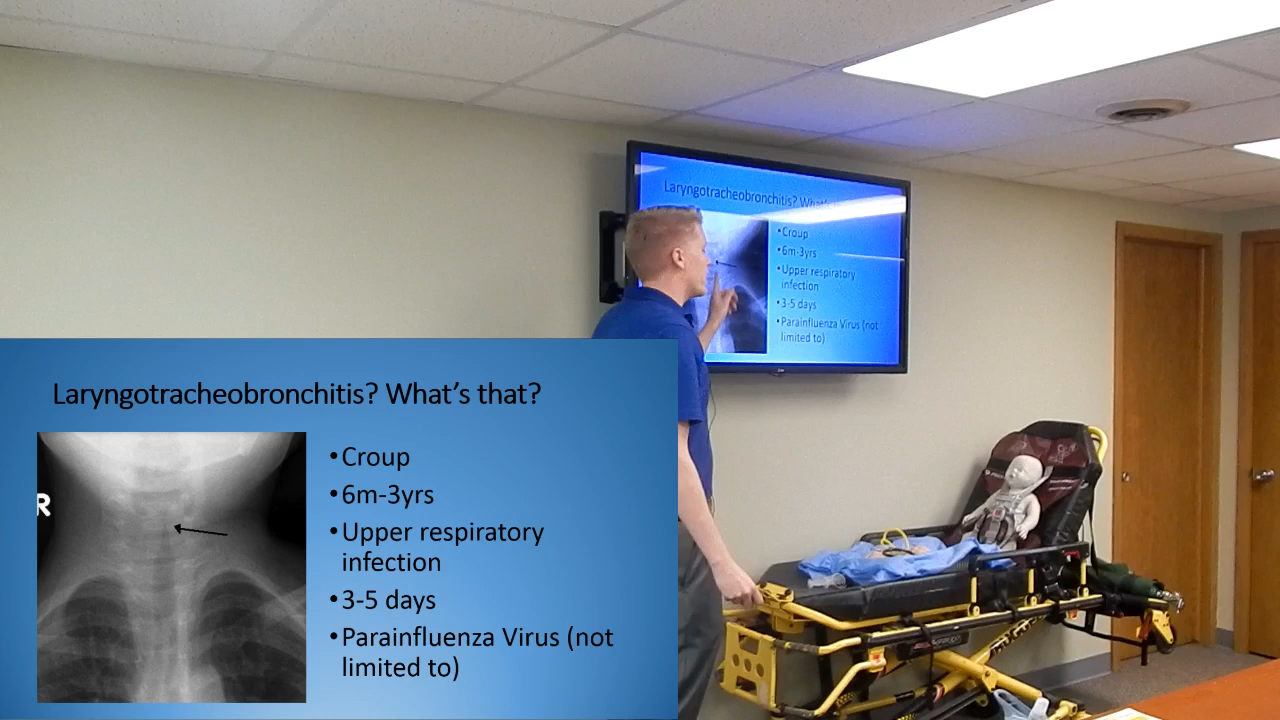 Laryngotracheobronchitis? What's
•Croup
•6m-3yrs
•Upper respiratory
infection
•3-5 days
•Parainfluenza Virus (not
limited to)
Laryngotracheobronchitis? What's that?
R
•Croup
•6m-3yrs
•Upper respiratory
infection
•3-5 days
•Parainfluenza Virus (not
limited to)